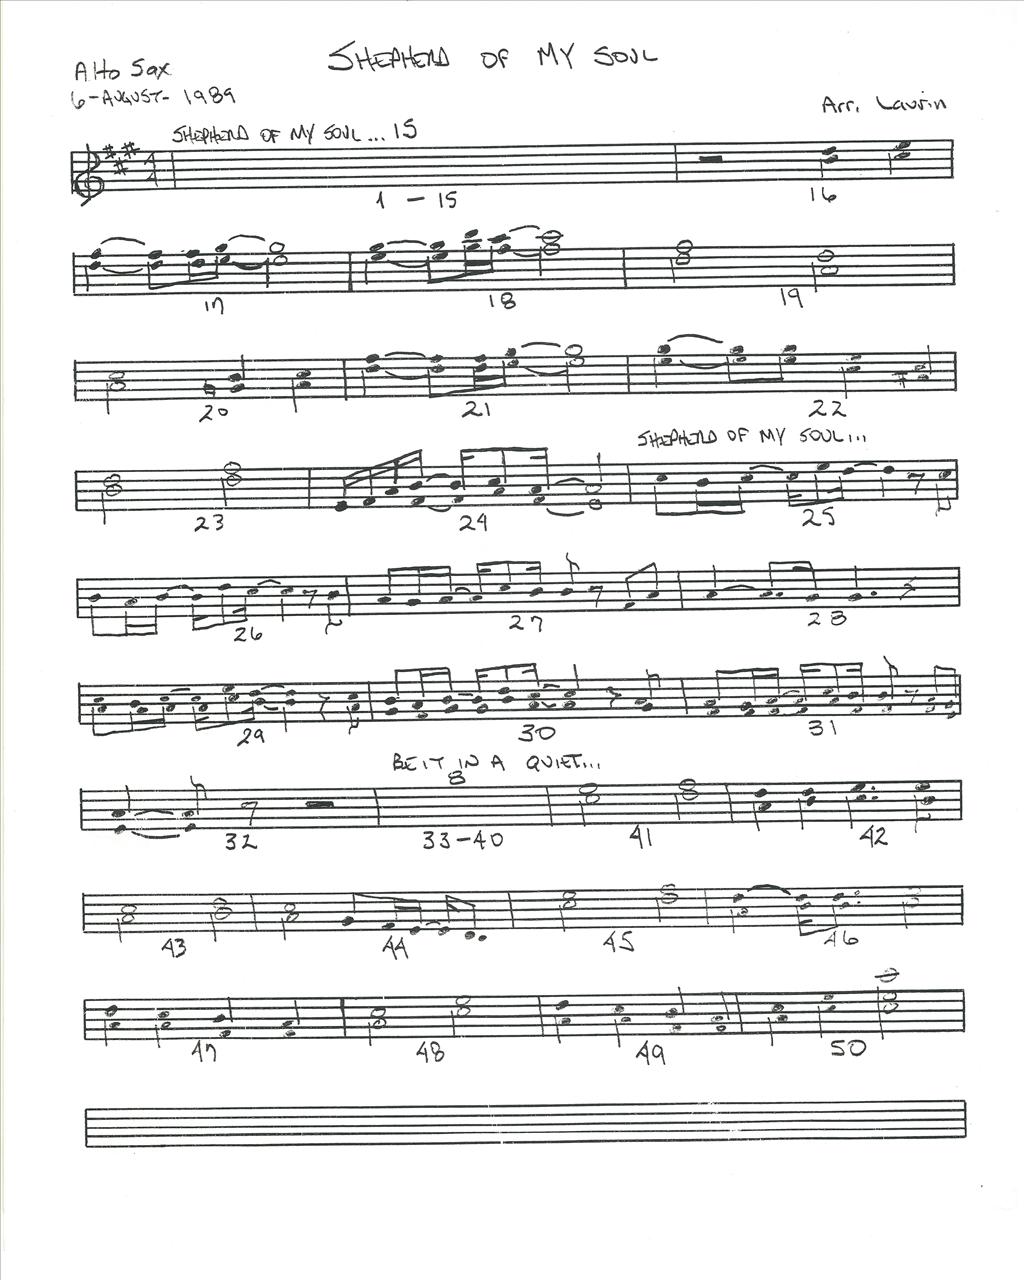 SHEPHERD OF MY SOUL
Alto Sax
6-AUGUST-1989
Arr. Laurin
SHEPHERD OF MY SOUL... 15
1 - 15 16
17 18 19
20 21 22
SHEPHERD OF MY SOUL...
23 24 25
26 27 28
29 30 31
BE IT IN A QUIET...
8
32 33-40 41 42
43 44 45 46
47 48 49 50